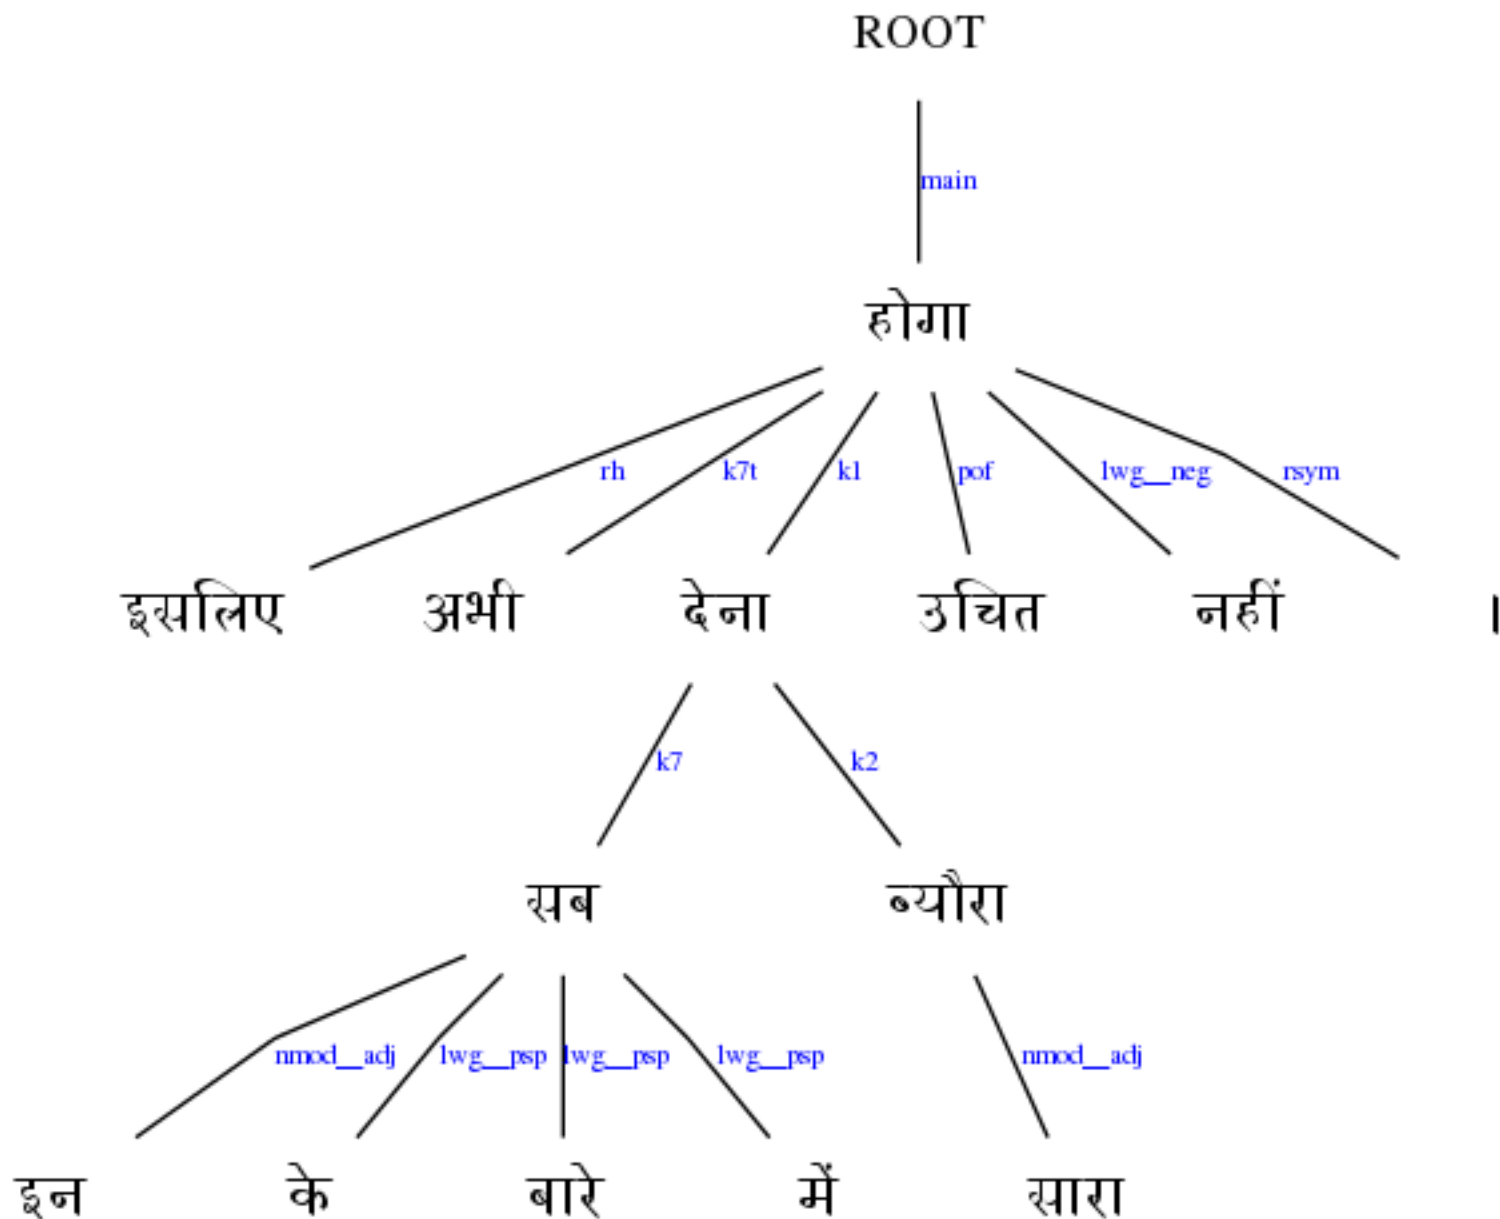 ROOT
main
होगा
rh k7t k1 pof lwg__neg rsym
इसलिए अभी देना उचित नहीं ।
k7 k2
सब ब्यौरा
nmod__adj lwg__psp lwg__psp lwg__psp nmod__adj
इन के बारे में सारा